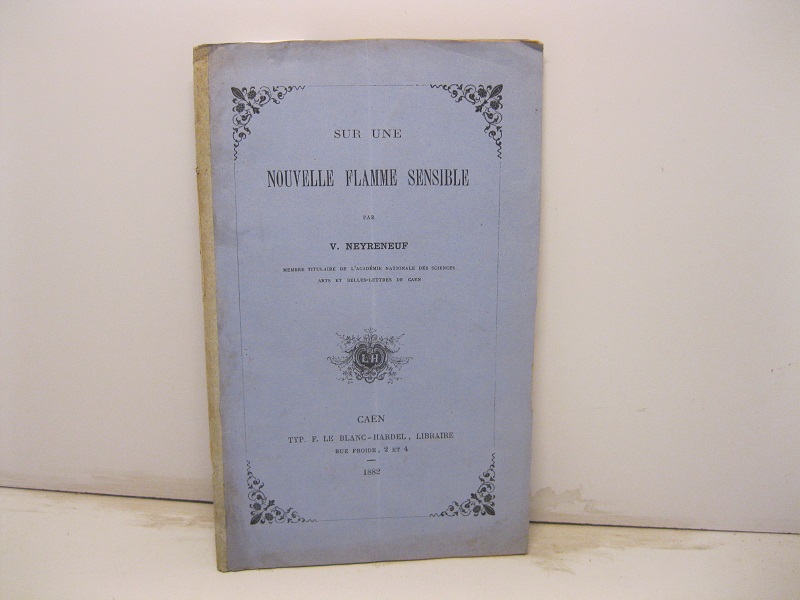 SUR UNE
NOUVELLE FLAMME SENSIBLE
PAR
V. NEYRENEUF
MEMBRE TITULAIRE DE L'ACADÉMIE NATIONALE DES SCIENCES
ARTS ET BELLES-LETTRES DE CAEN
L H
CAEN
TYP. F. LE BLANC-HARDEL, LIBRAIRE
RUE FROIDE, 2 ET 4
1882